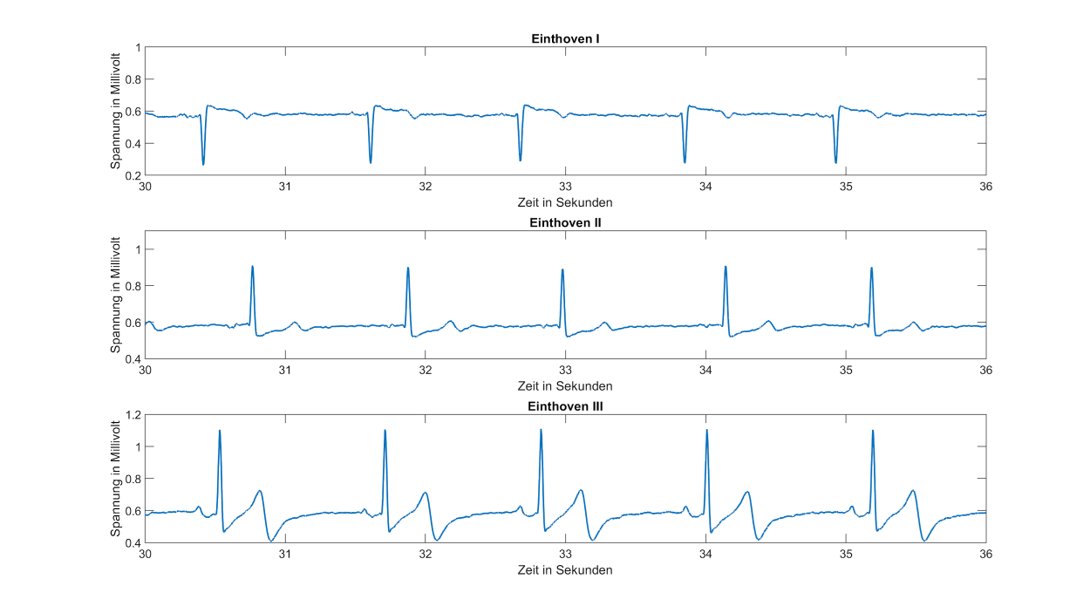 Einthoven I
Spannung in Millivolt
1
0.8
0.6
0.4
0.2
30 31 32 33 34 35 36
Zeit in Sekunden
Einthoven II
Spannung in Millivolt
1
0.8
0.6
0.4
30 31 32 33 34 35 36
Zeit in Sekunden
Einthoven III
Spannung in Millivolt
1.2
1
0.8
0.6
0.4
30 31 32 33 34 35 36
Zeit in Sekunden